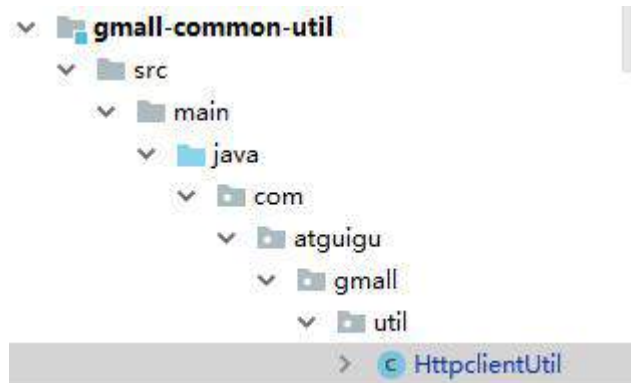 gmall-common-util
src
main
java
com
atguigu
gmall
util
C HttpclientUtil